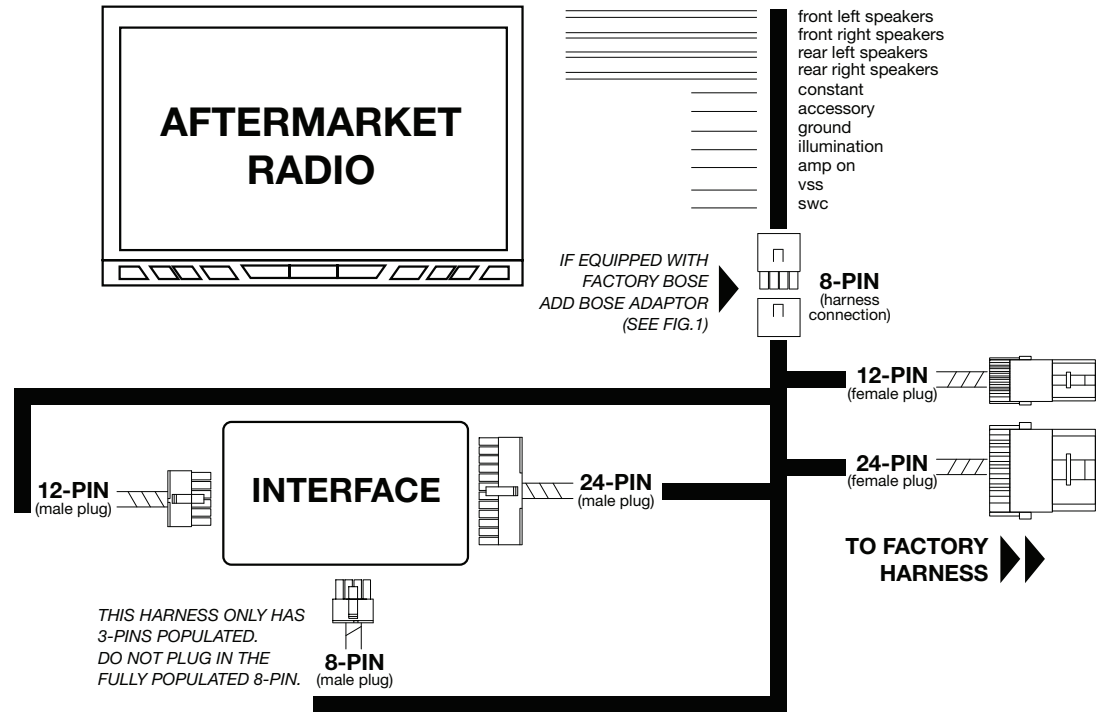 AFTERMARKET
RADIO
front left speakers
front right speakers
rear left speakers
rear right speakers
constant
accessory
ground
illumination
amp on
vss
swc
IF EQUIPPED WITH
FACTORY BOSE
ADD BOSE ADAPTOR
(SEE FIG.1)
8-PIN
(harness
connection)
12-PIN
(female plug)
24-PIN
(female plug)
TO FACTORY
HARNESS
12-PIN
(male plug)
INTERFACE
24-PIN
(male plug)
THIS HARNESS ONLY HAS
3-PINS POPULATED.
DO NOT PLUG IN THE
FULLY POPULATED 8-PIN.
8-PIN
(male plug)